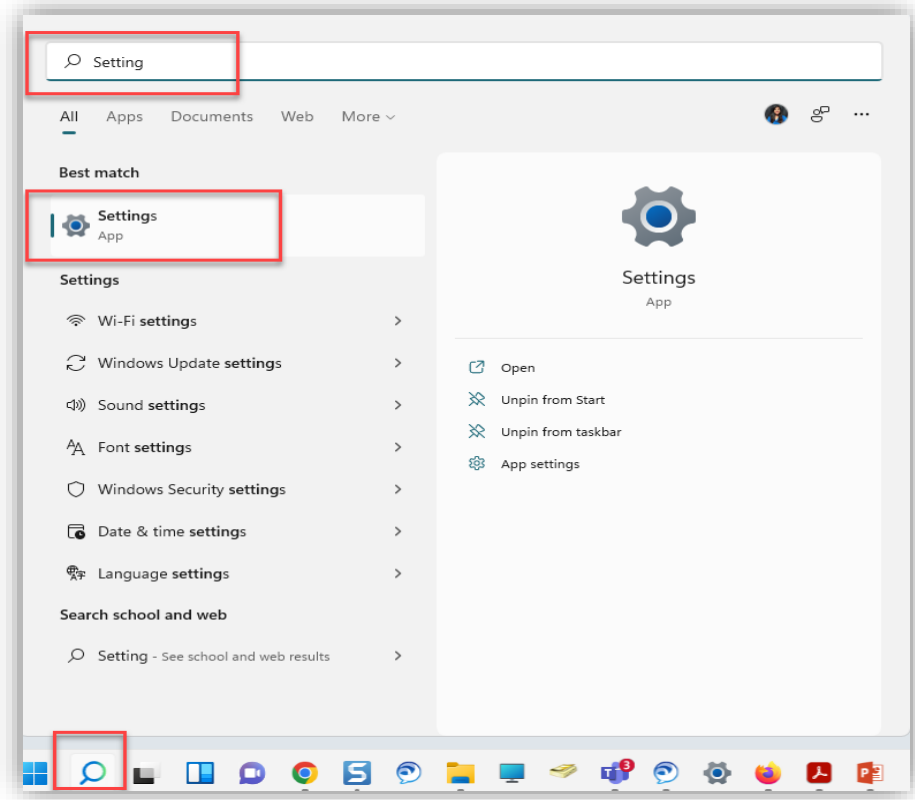 Setting
All Apps Documents Web More
Best match
Settings
App
Settings
Wi-Fi settings
Windows Update settings
Sound settings
Font settings
Windows Security settings
Date & time settings
Language settings
Search school and web
Setting - See school and web results
Settings
App
Open
Unpin from Start
Unpin from taskbar
App settings
3